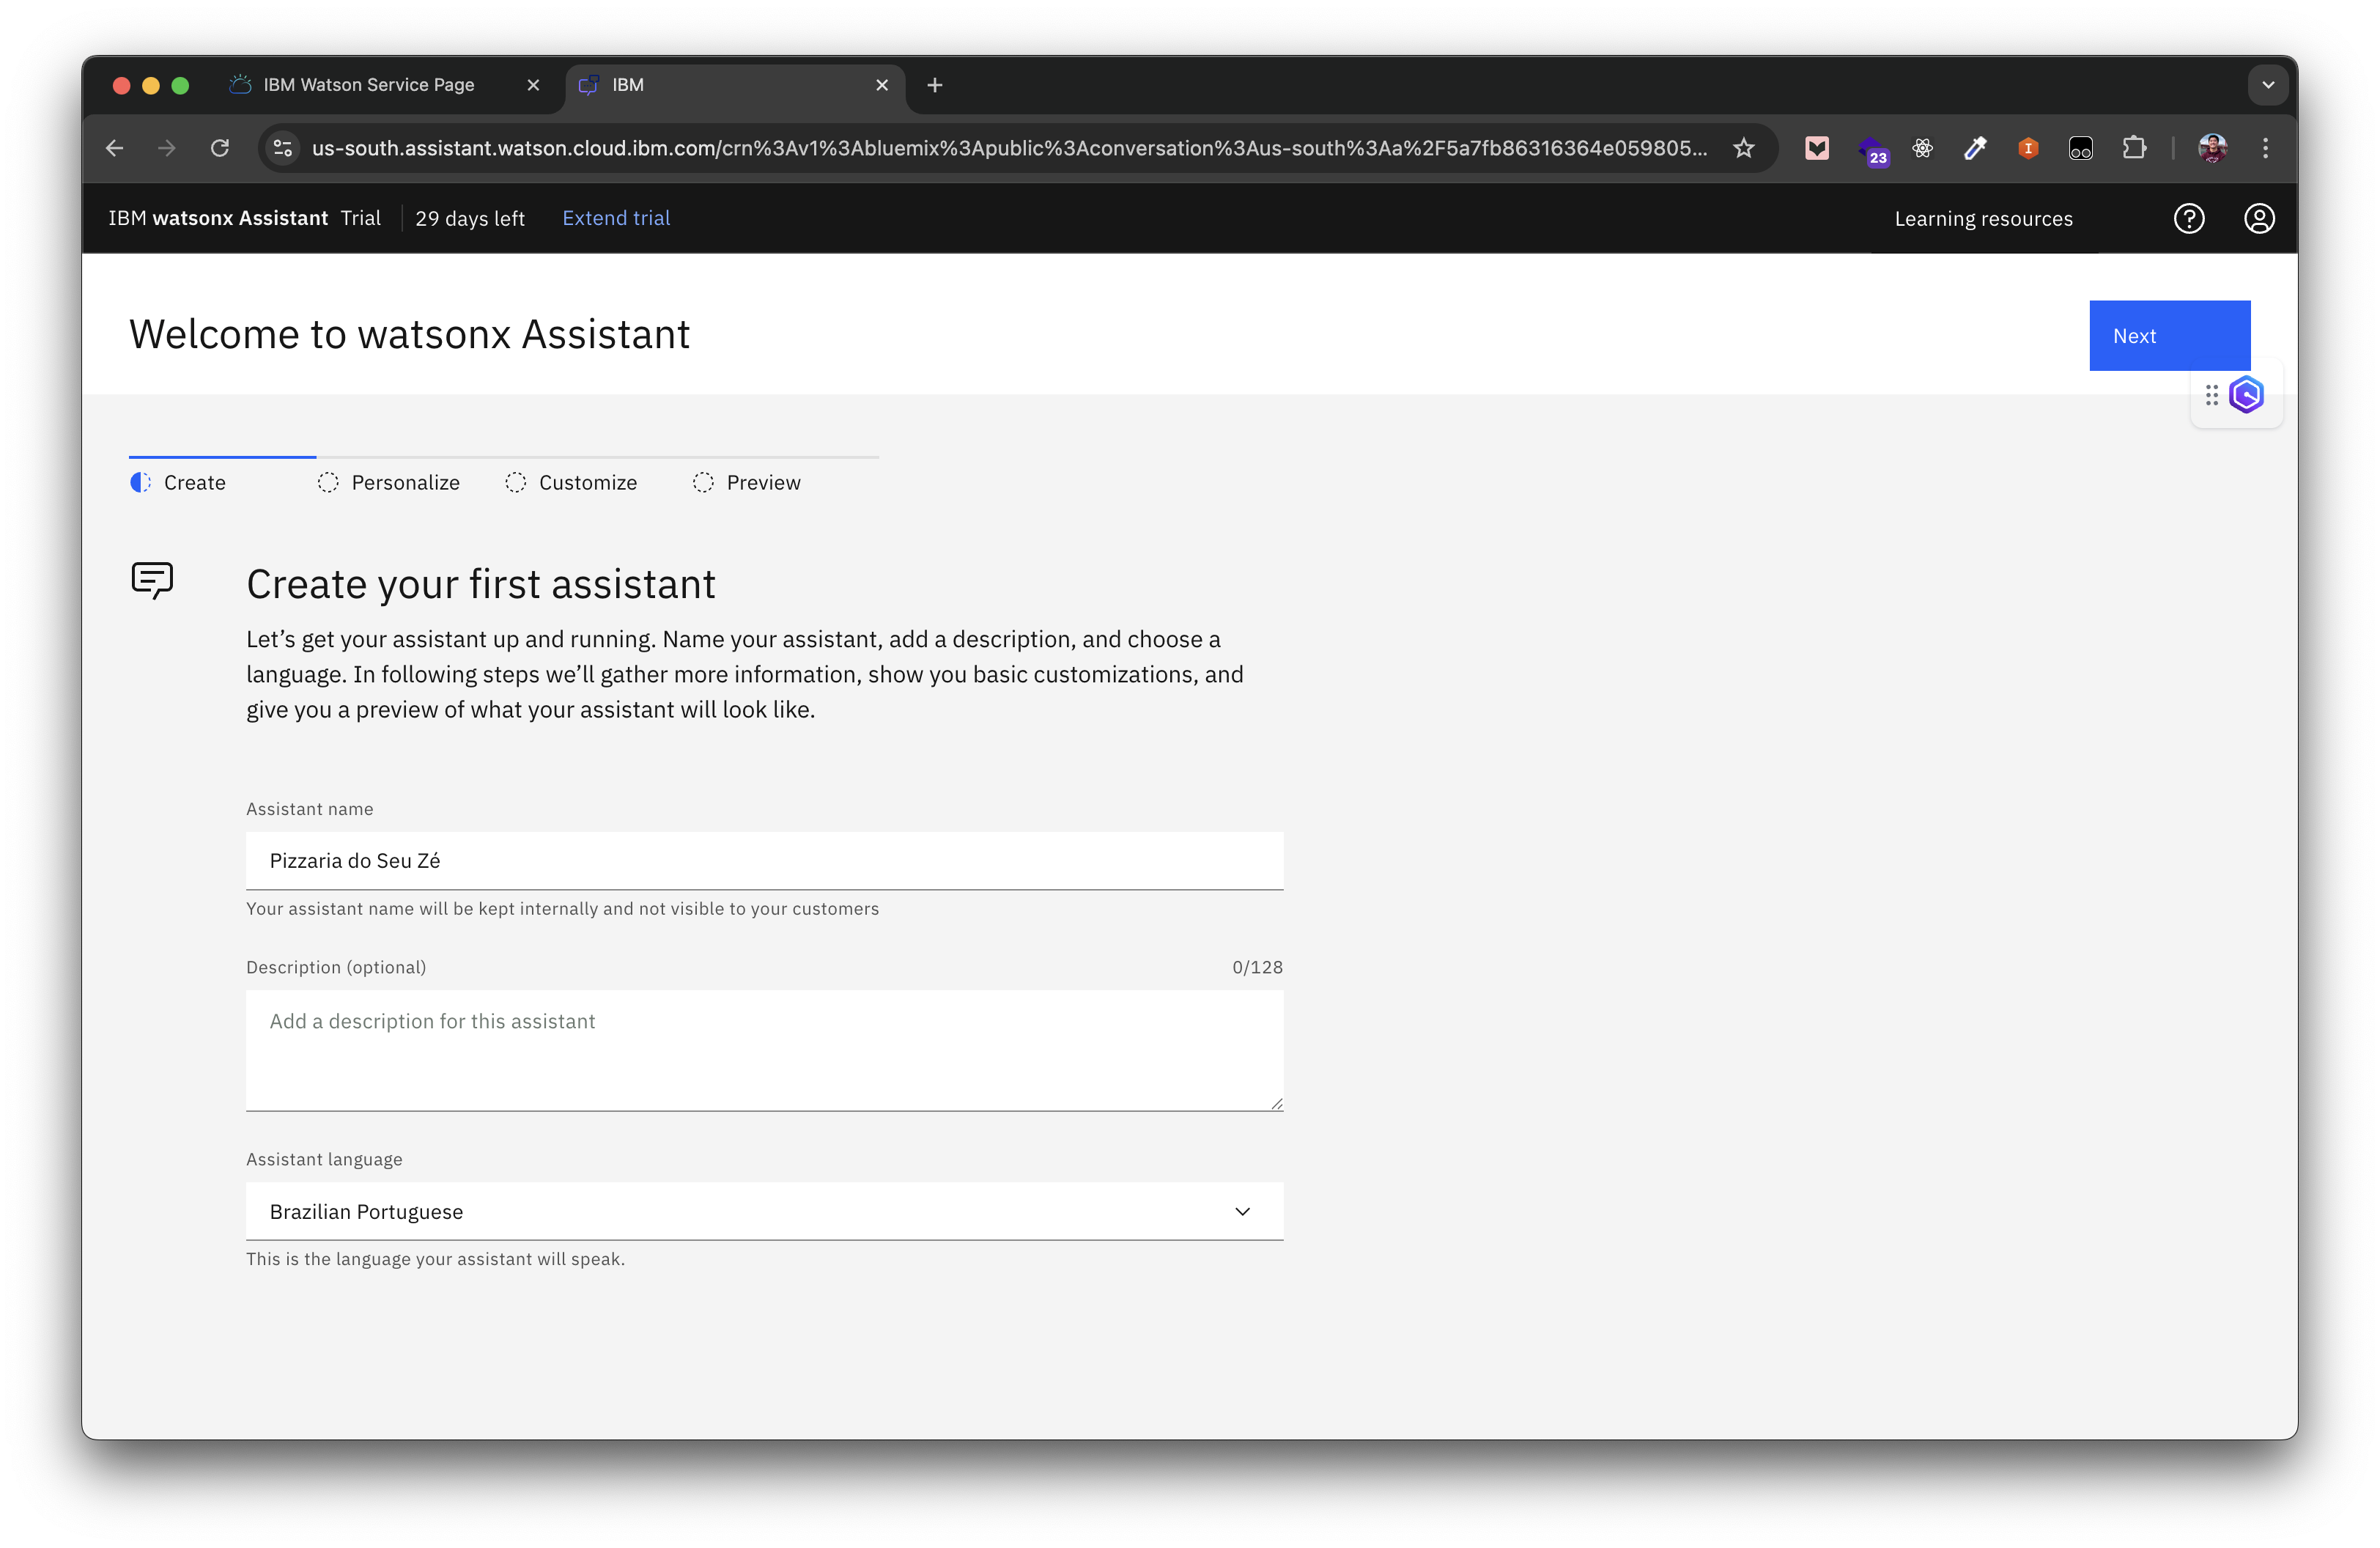 IBM Watson Service Page
IBM
us-south.assistant.watson.cloud.ibm.com/crn%3Av1%3Abluemix%3Apublic%3Aconversation%3Aus-south%3Aa%2F5a7fb86316364e059805...
23
IBM watsonx Assistant Trial 29 days left Extend trial Learning resources
Welcome to watsonx Assistant
Next
Create Personalize Customize Preview
Create your first assistant
Let’s get your assistant up and running. Name your assistant, add a description, and choose a
language. In following steps we’ll gather more information, show you basic customizations, and
give you a preview of what your assistant will look like.
Assistant name
Pizzaria do Seu Zé
Your assistant name will be kept internally and not visible to your customers
Description (optional) 0/128
Add a description for this assistant
Assistant language
Brazilian Portuguese
This is the language your assistant will speak.